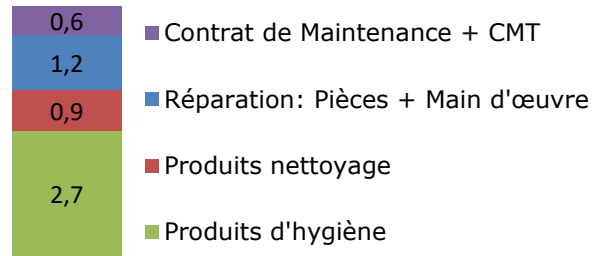 0,6
Contrat de Maintenance + CMT
1,2
Réparation: Pièces + Main d'œuvre
0,9
Produits nettoyage
2,7
Produits d'hygiène